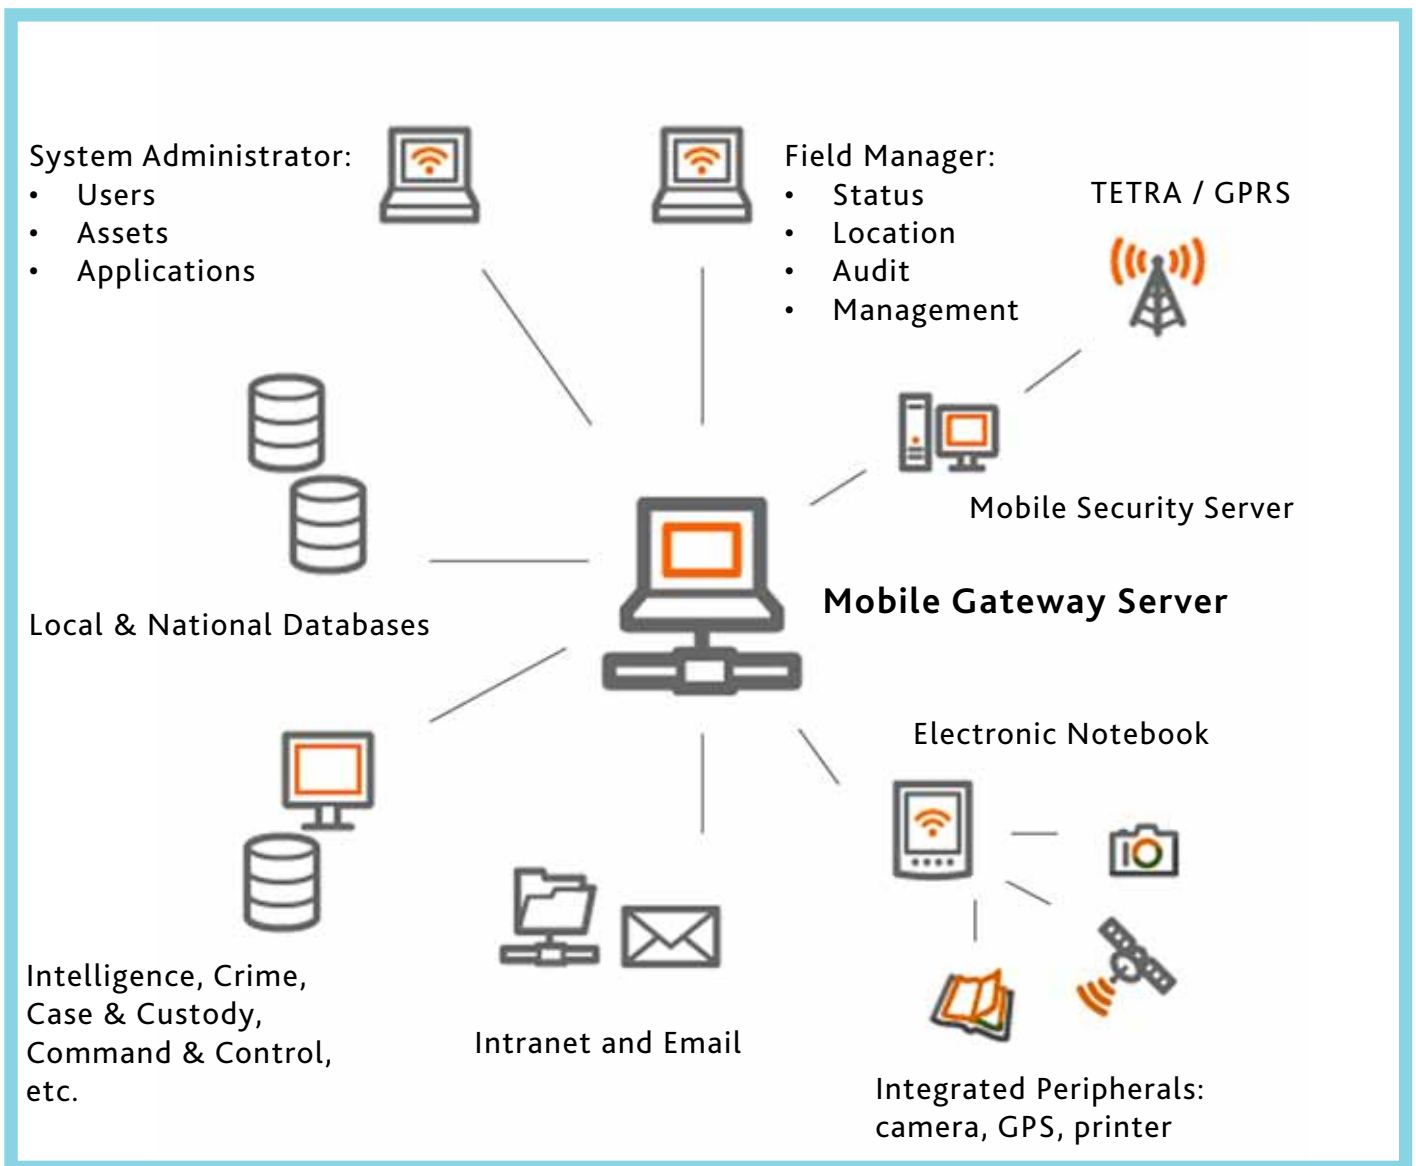 System Administrator:
• Users
• Assets
• Applications
Field Manager:
• Status
• Location
• Audit
• Management
TETRA / GPRS
Mobile Security Server
Mobile Gateway Server
Local & National Databases
Electronic Notebook
Intelligence, Crime,
Case & Custody,
Command & Control,
etc.
Intranet and Email
Integrated Peripherals:
camera, GPS, printer